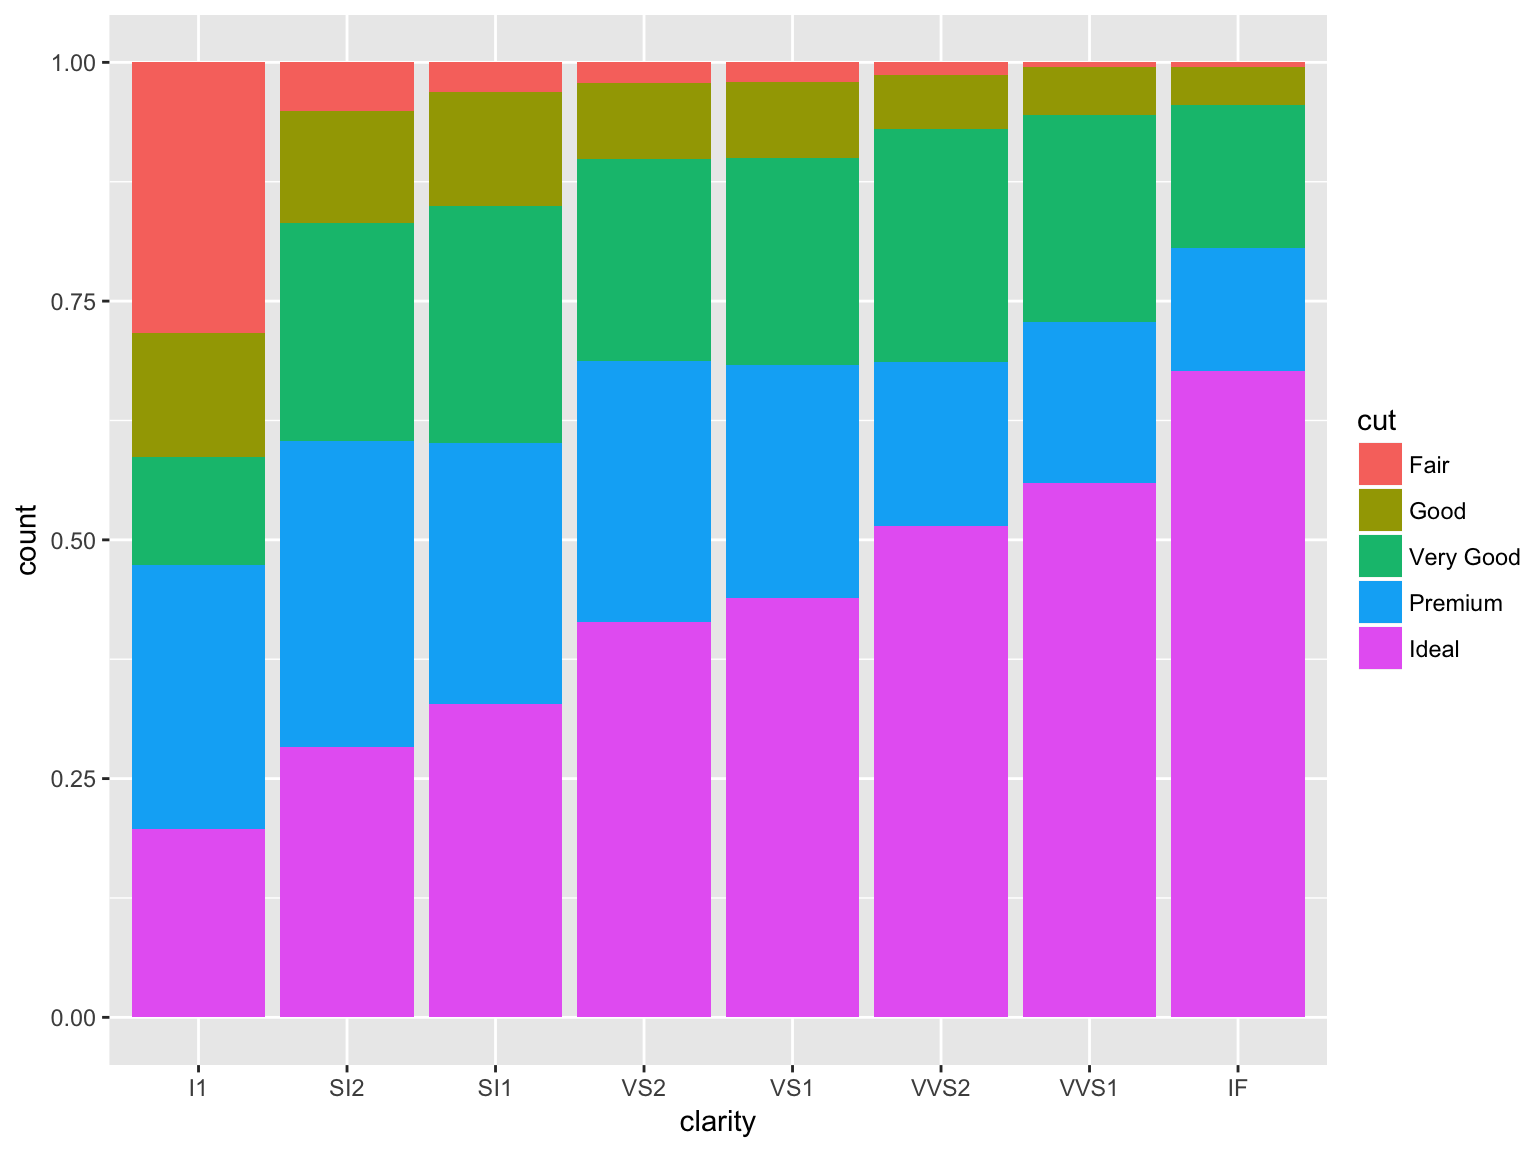 1.00
0.75
0.50
0.25
0.00
count
I1 SI2 SI1 VS2 VS1 VVS2 VVS1 IF
clarity
cut
Fair
Good
Very Good
Premium
Ideal